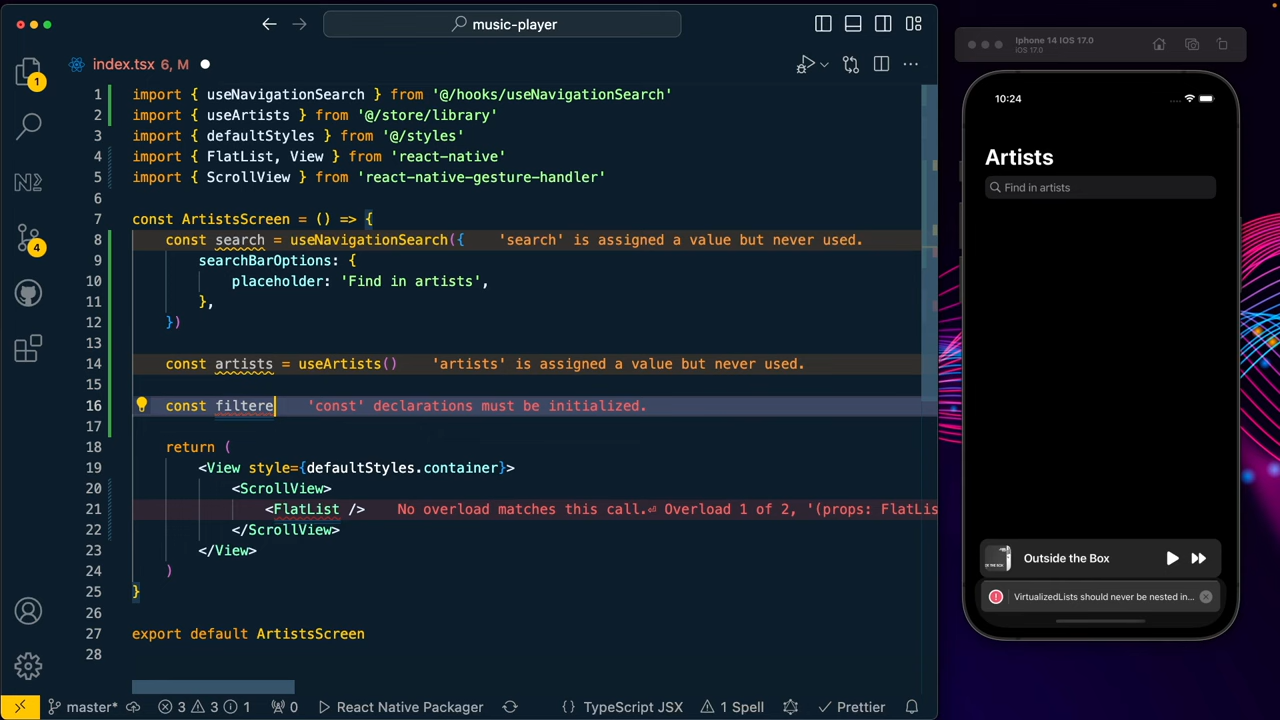 music-player
index.tsx 6, M
1 import { useNavigationSearch } from '@/hooks/useNavigationSearch'
2 import { useArtists } from '@/store/library'
3 import { defaultStyles } from '@/styles'
4 import { FlatList, View } from 'react-native'
5 import { ScrollView } from 'react-native-gesture-handler'
6
7 const ArtistsScreen = () => {
8 const search = useNavigationSearch({ 'search' is assigned a value but never used.
9 searchBarOptions: {
10 placeholder: 'Find in artists',
11 },
12 })
13
14 const artists = useArtists() 'artists' is assigned a value but never used.
15
16 const filtere 'const' declarations must be initialized.
17
18 return (
19 <View style={defaultStyles.container}>
20 <ScrollView>
21 <FlatList /> No overload matches this call.⏎ Overload 1 of 2, '(props: FlatLis
22 </ScrollView>
23 </View>
24 )
25 }
26
27 export default ArtistsScreen
28
1
4
master* 3 3 1 0 React Native Packager {} TypeScript JSX 1 Spell Prettier
Iphone 14 IOS 17.0
iOS 17.0
10:24
Artists
Find in artists
Outside the Box
VirtualizedLists should never be nested in...